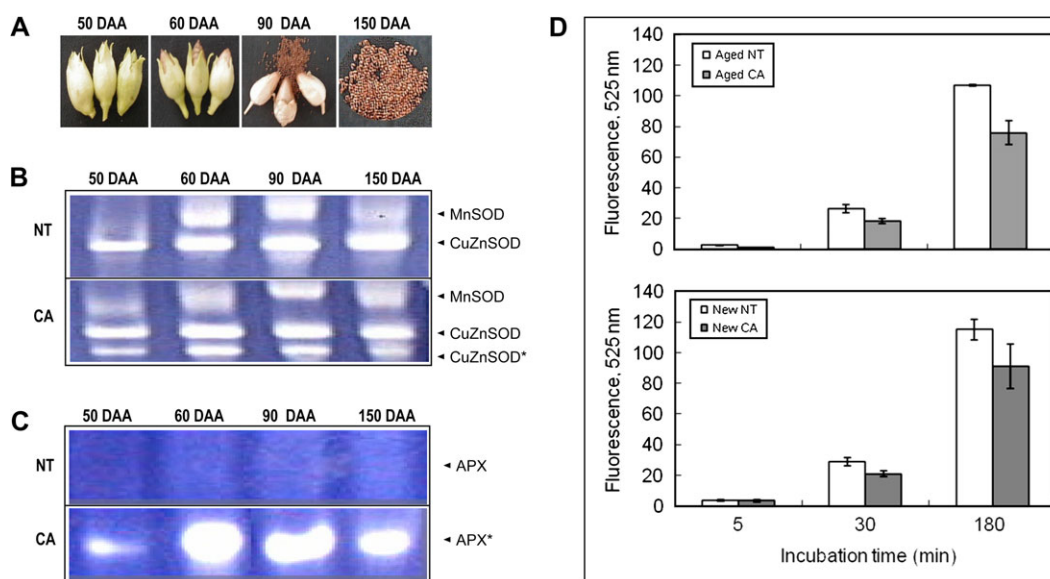 A
50 DAA 60 DAA 90 DAA 150 DAA
B
50 DAA 60 DAA 90 DAA 150 DAA
NT
MnSOD
CuZnSOD
CA
MnSOD
CuZnSOD
CuZnSOD*
C
50 DAA 60 DAA 90 DAA 150 DAA
NT
APX
CA
APX*
D
Fluorescence, 525 nm
140
120
100
80
60
40
20
0
Aged NT
Aged CA
Fluorescence, 525 nm
140
120
100
80
60
40
20
0
New NT
New CA
5 30 180
Incubation time (min)